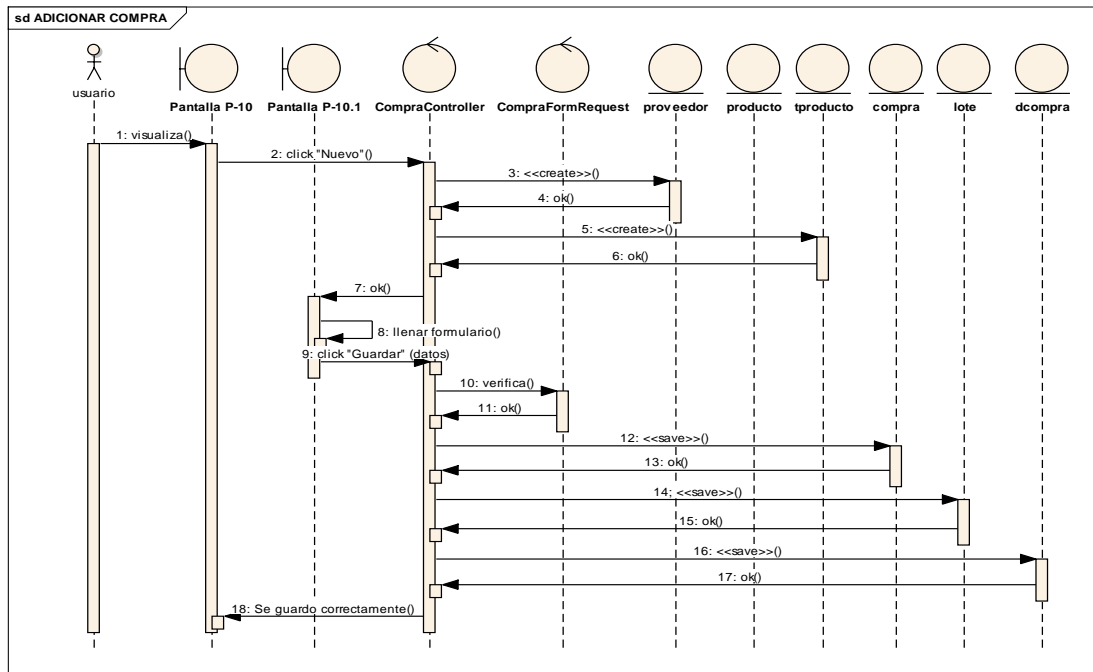 sd ADICIONAR COMPRA
usuario
Pantalla P-10
Pantalla P-10.1
CompraController
CompraFormRequest
proveedor
producto
tproducto
compra
lote
dcompra
1: visualiza()
2: click "Nuevo"()
3: <<create>>()
4: ok()
5: <<create>>()
6: ok()
7: ok()
8: llenar formulario()
9: click "Guardar" (datos)
10: verifica()
11: ok()
12: <<save>>()
13: ok()
14: <<save>>()
15: ok()
16: <<save>>()
17: ok()
18: Se guardo correctamente()